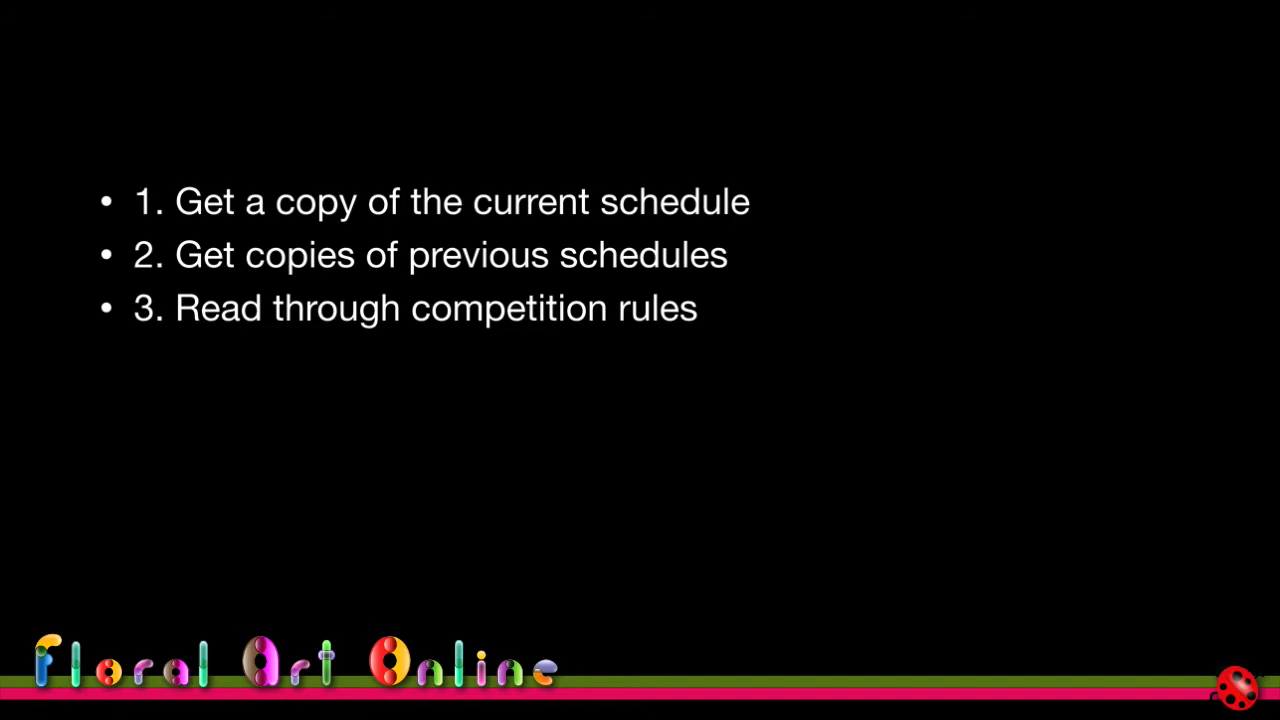 • 1. Get a copy of the current schedule
• 2. Get copies of previous schedules
• 3. Read through competition rules
Floral Art Online